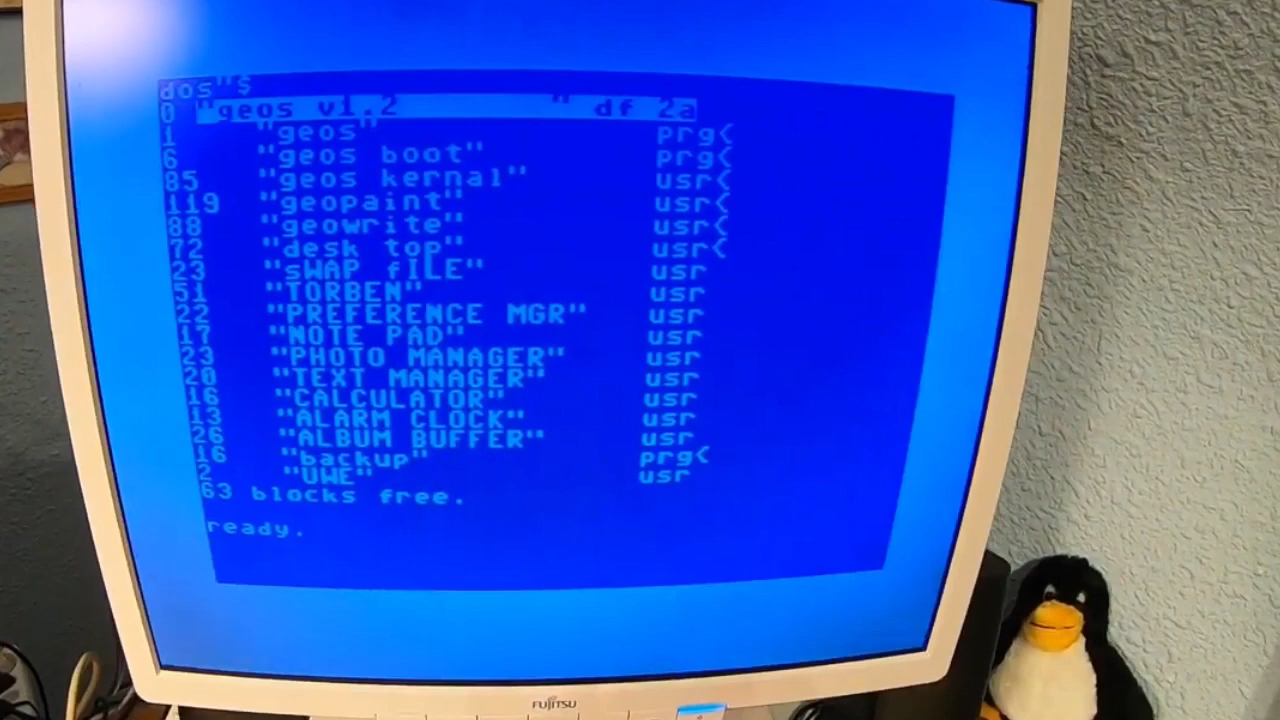 dos"$
0 "geos v1.2 " df 2a
1 "geos" prg<
6 "geos boot" prg<
85 "geos kernal" usr<
119 "geopaint" usr<
88 "geowrite" usr<
72 "desk top" usr<
23 "sWAP fILE" usr
51 "TORBEN" usr
22 "PREFERENCE MGR" usr
17 "NOTE PAD" usr
23 "PHOTO MANAGER" usr
20 "TEXT MANAGER" usr
16 "CALCULATOR" usr
13 "ALARM CLOCK" usr
26 "ALBUM BUFFER" usr
16 "backup" prg<
2 "UWE" usr
63 blocks free.
ready.
FUJITSU